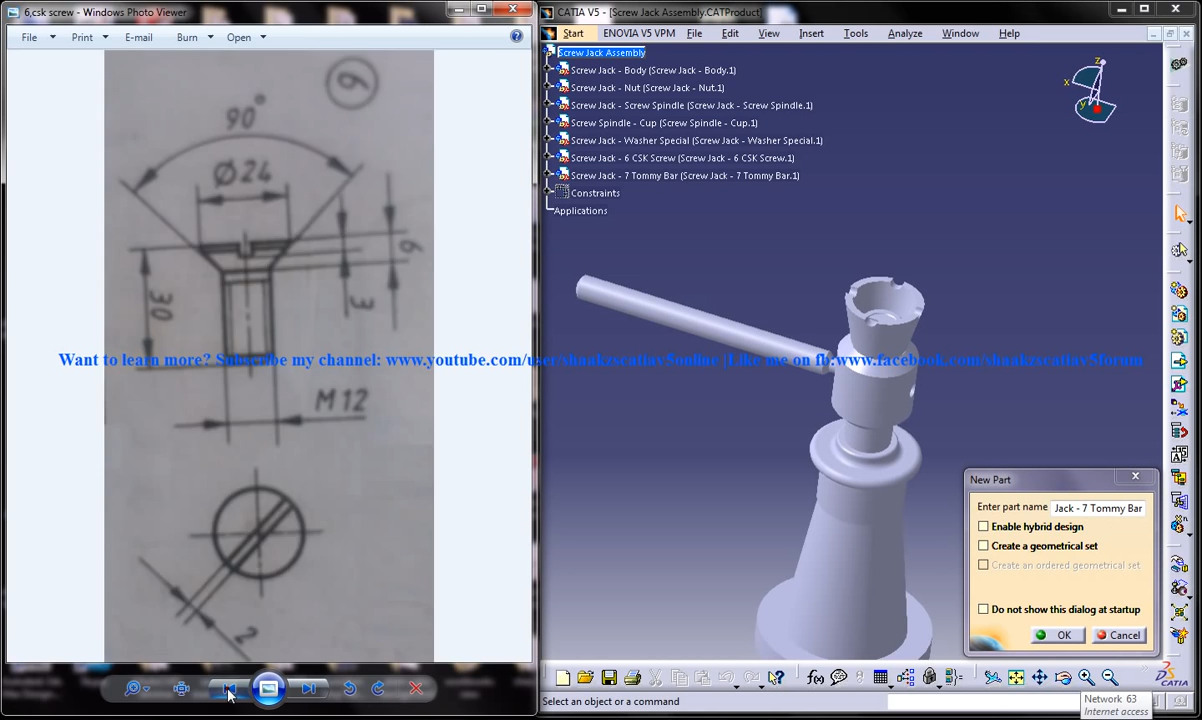 6,csk screw - Windows Photo Viewer
File Print E-mail Burn Open
6
90°
Ø24
6
3
30
M12
2
CATIA V5 - [Screw Jack Assembly.CATProduct]
Start ENOVIA V5 VPM File Edit View Insert Tools Analyze Window Help
Screw Jack Assembly
Screw Jack - Body (Screw Jack - Body.1)
Screw Jack - Nut (Screw Jack - Nut.1)
Screw Jack - Screw Spindle (Screw Jack - Screw Spindle.1)
Screw Spindle - Cup (Screw Spindle - Cup.1)
Screw Jack - Washer Special (Screw Jack - Washer Special.1)
Screw Jack - 6 CSK Screw (Screw Jack - 6 CSK Screw.1)
Screw Jack - 7 Tommy Bar (Screw Jack - 7 Tommy Bar.1)
Constraints
Applications
z
x
y
Want to learn more? Subscribe my channel: www.youtube.com/user/shaakzscatiav5online |Like me on fb:www.facebook.com/shaakzscatiav5forum
New Part
Enter part name Jack - 7 Tommy Bar
Enable hybrid design
Create a geometrical set
Create an ordered geometrical set
Do not show this dialog at startup
OK Cancel
Select an object or a command
Network 63
Internet access
CATIA